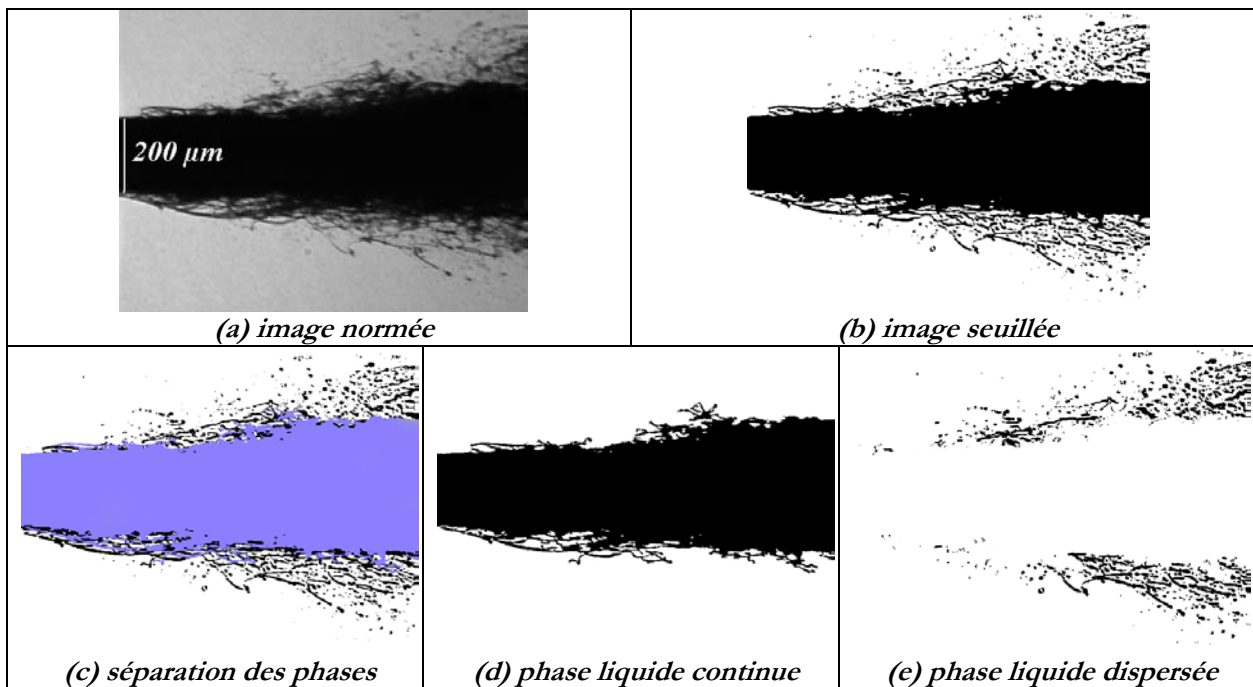 200 µm
(a) image normée
(b) image seuillée
(c) séparation des phases
(d) phase liquide continue
(e) phase liquide dispersée